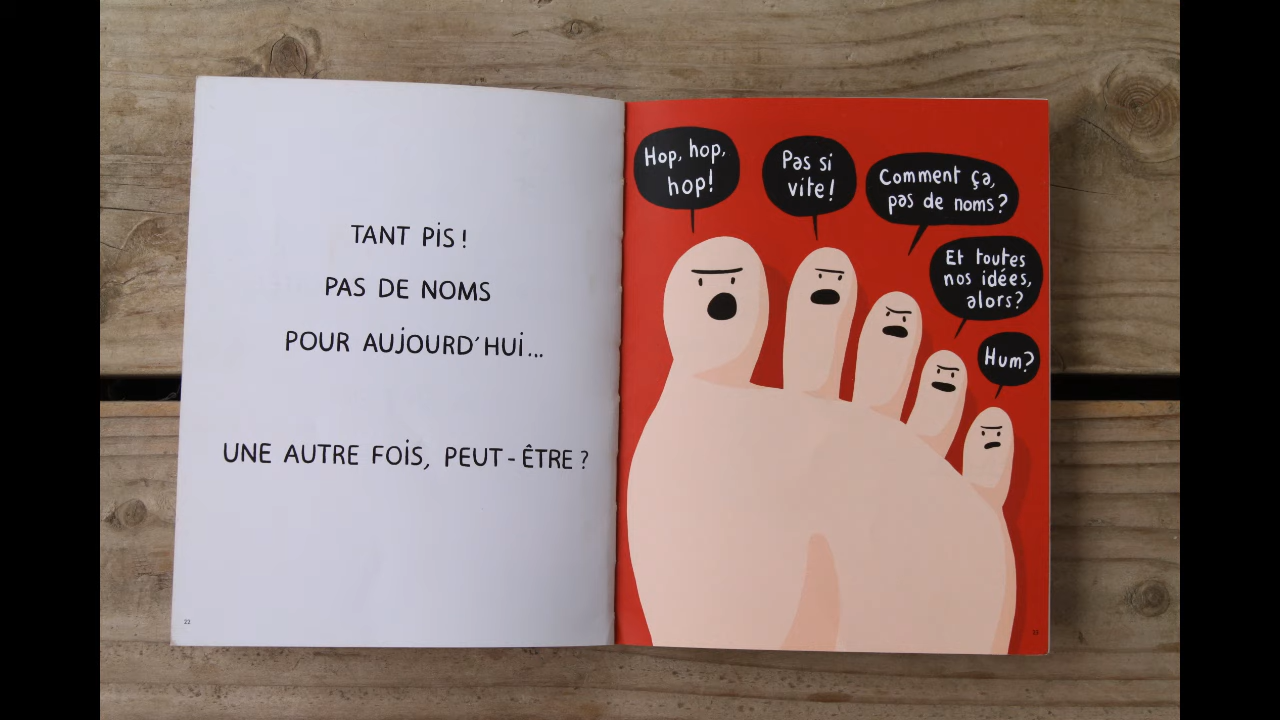 TANT PIS !
PAS DE NOMS
POUR AUJOURD'HUI...
UNE AUTRE FOIS, PEUT-ÊTRE ?
22
Hop, hop,
hop!
Pas si
vite!
Comment ça,
pas de noms?
Et toutes
nos idées,
alors?
Hum?